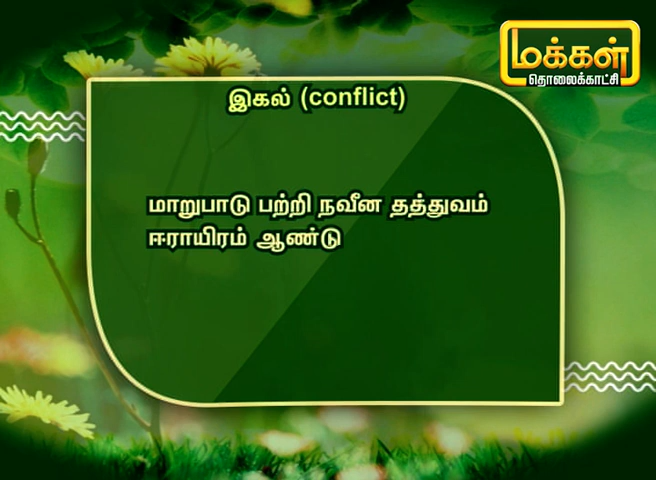 மக்கள்
தொலைக்காட்சி
இகல் (conflict)
மாறுபாடு பற்றி நவீன தத்துவம்
ஈராயிரம் ஆண்டு